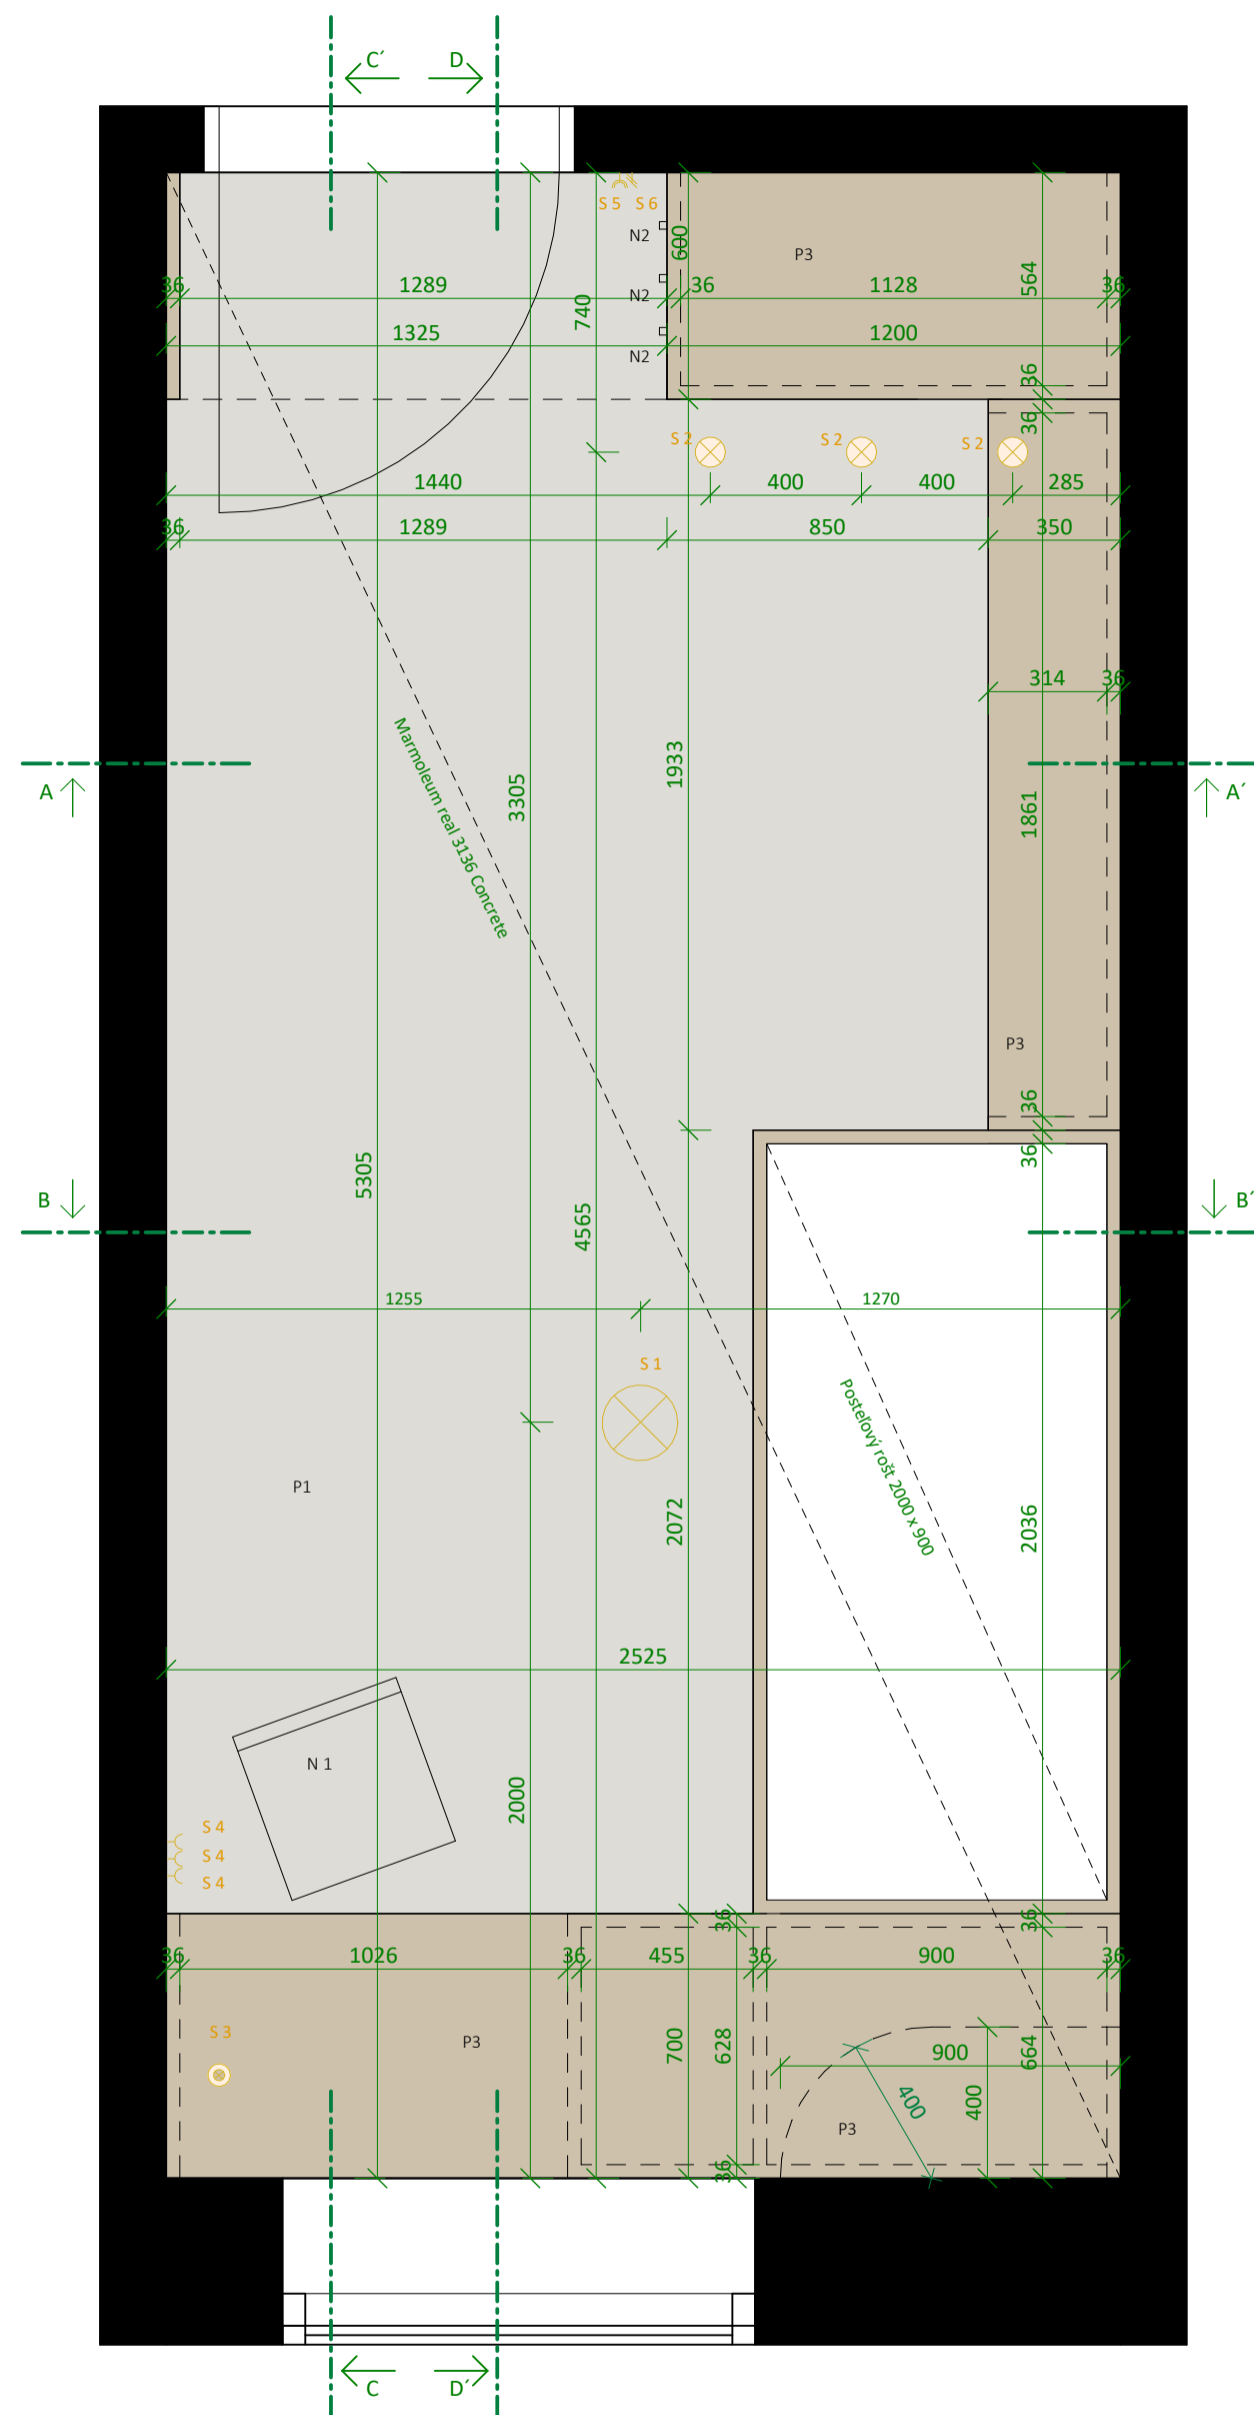 C´ D
S 5 S 6
N2
600
P3
564
36 1289 36 1128 36
N2
740
1325 1200
N2
36
36
S 2 S 2 S 2
1440 400 400 285
36 1289 850 350
314 36
Marmoleum real 3136 Concrete
3305
1933
1861
A A´
P3
36
36
5305
B B´
4565
1255 1270
S 1
Posteľový rošt 2000 x 900
P1
2072
2036
2525
N 1
2000
S 4
S 4
S 4
36 36
36 1026 36 455 36 900 36
S 3
P3
700
628
664
900
400
400
P3
36
C D´